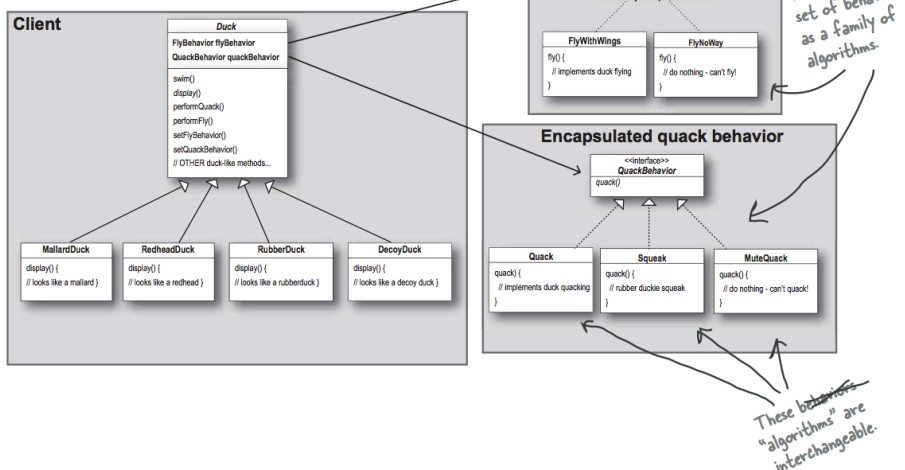 Client
Duck
FlyBehavior flyBehavior
QuackBehavior quackBehavior
swim()
display()
performQuack()
performFly()
setFlyBehavior()
setQuackBehavior()
// OTHER duck-like methods...
MallardDuck
display() {
// looks like a mallard }
RedheadDuck
display() {
// looks like a redhead }
RubberDuck
display() {
// looks like a rubberduck }
DecoyDuck
display() {
// looks like a decoy duck }
FlyWithWings
fly() {
// implements duck flying
}
FlyNoWay
fly() {
// do nothing - can't fly!
}
set of
as a family of
algorithms.
Encapsulated quack behavior
<<interface>>
QuackBehavior
quack()
Quack
quack) {
// implements duck quacking
}
Squeak
quack() {
// rubber duckie squeak
}
MuteQuack
quack() {
// do nothing - can't quack!
}
These behaviors
"algorithms" are
interchangeable.